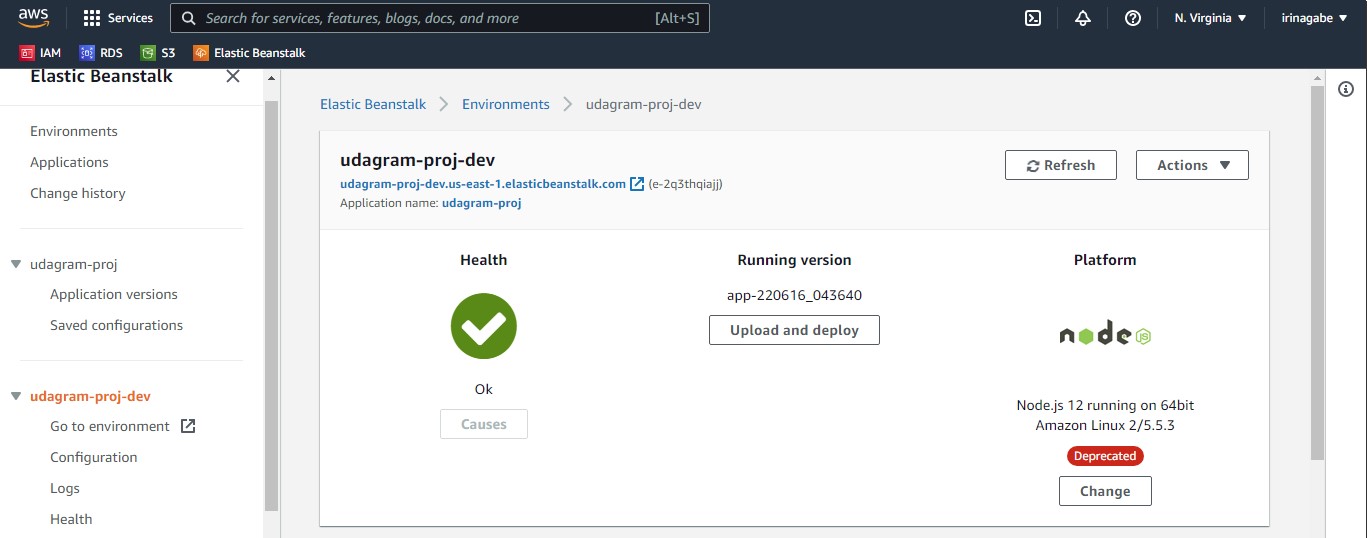 aws
Services
Search for services, features, blogs, docs, and more
[Alt+S]
N. Virginia
irinagabe
IAM
RDS
S3
Elastic Beanstalk
Elastic Beanstalk
Environments
Applications
Change history
udagram-proj
Application versions
Saved configurations
udagram-proj-dev
Go to environment
Configuration
Logs
Health
Elastic Beanstalk
Environments
udagram-proj-dev
udagram-proj-dev
udagram-proj-dev.us-east-1.elasticbeanstalk.com (e-2q3thqiajj)
Application name: udagram-proj
Refresh
Actions
Health
Ok
Causes
Running version
app-220616_043640
Upload and deploy
Platform
node JS
Node.js 12 running on 64bit
Amazon Linux 2/5.5.3
Deprecated
Change